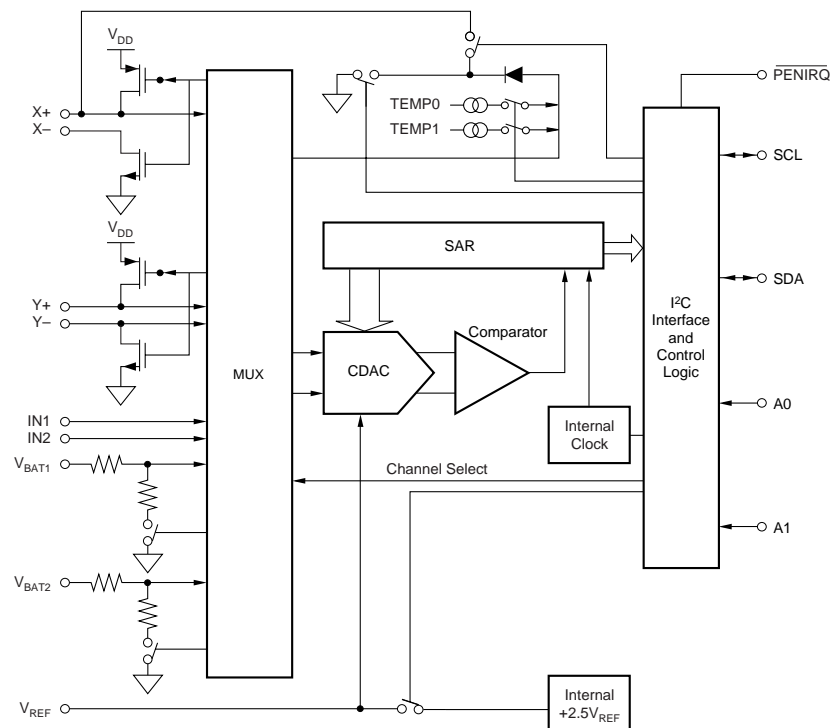 V_DD
PENIRQ
X+
TEMP0
X–
TEMP1
SCL
V_DD
SAR
SDA
Y+
Y–
I²C
Interface
and
Control
Logic
Comparator
MUX
CDAC
A0
IN1
IN2
Internal
Clock
V_BAT1
Channel Select
A1
V_BAT2
V_REF
Internal
+2.5V_REF